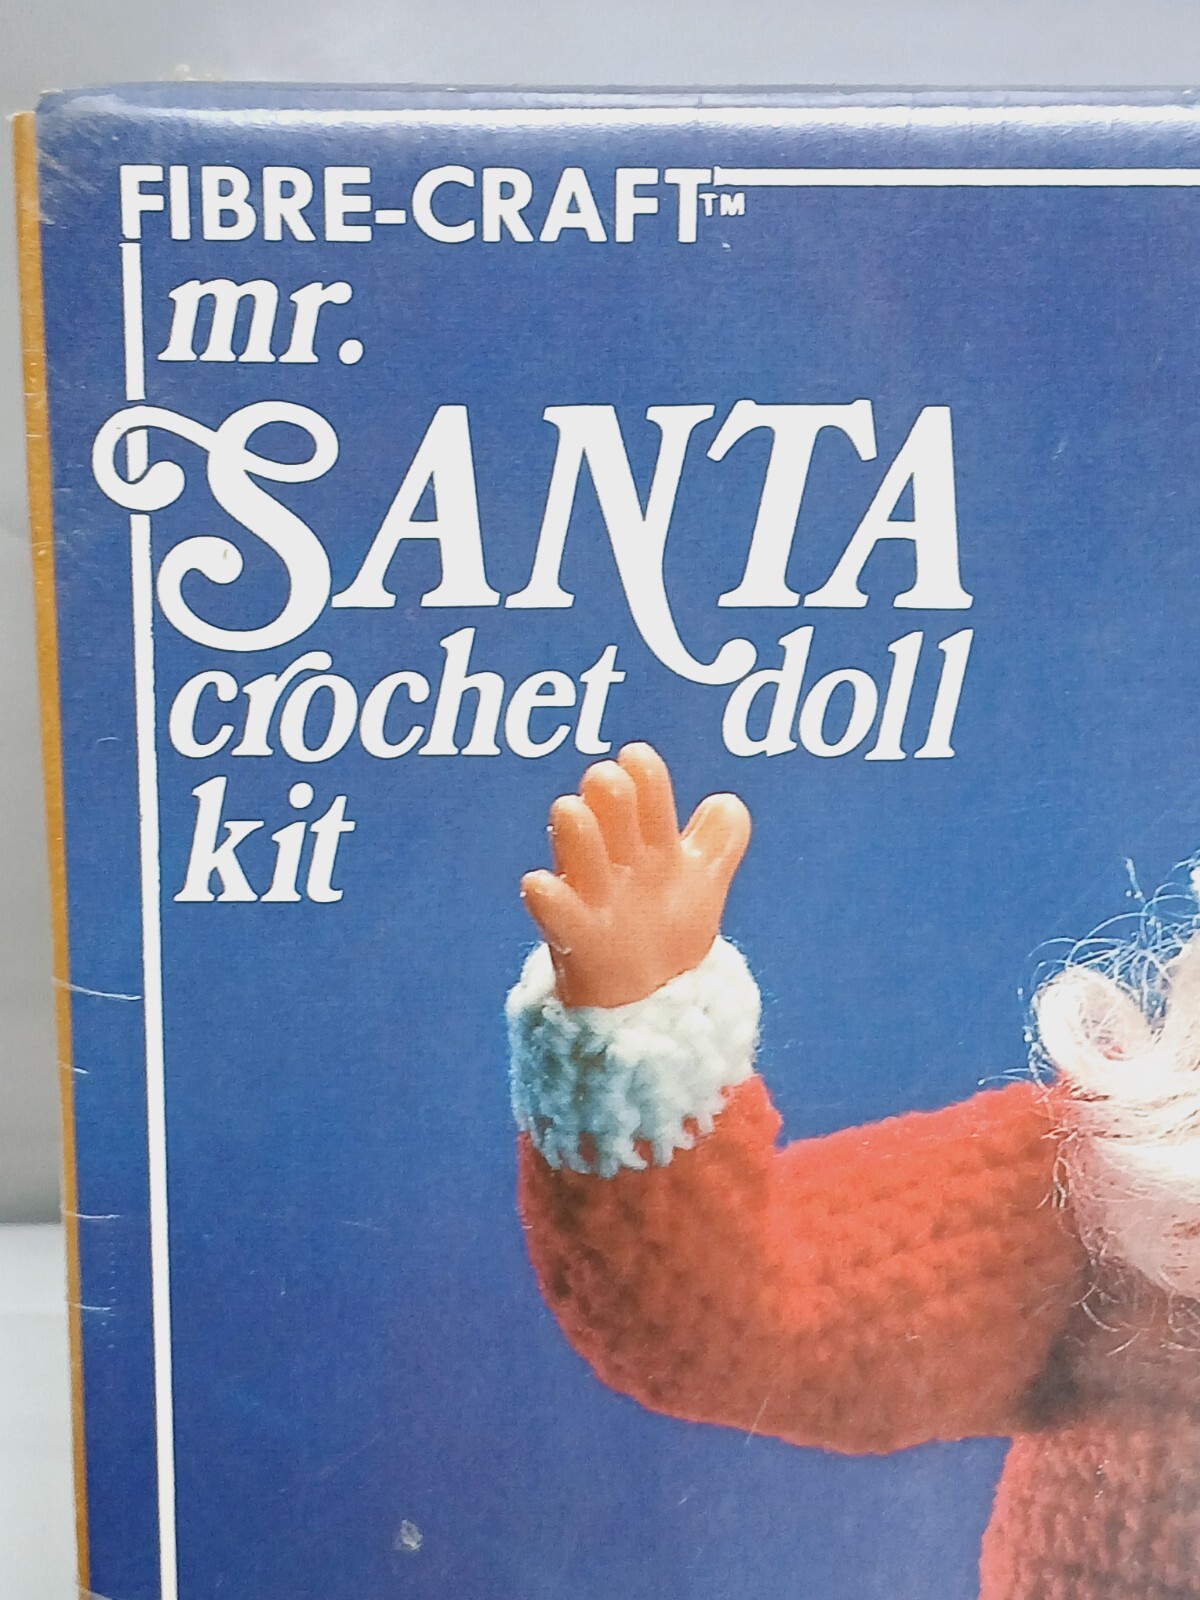 FIBRE-CRAFT™
mr.
SANTA
crochet doll
kit